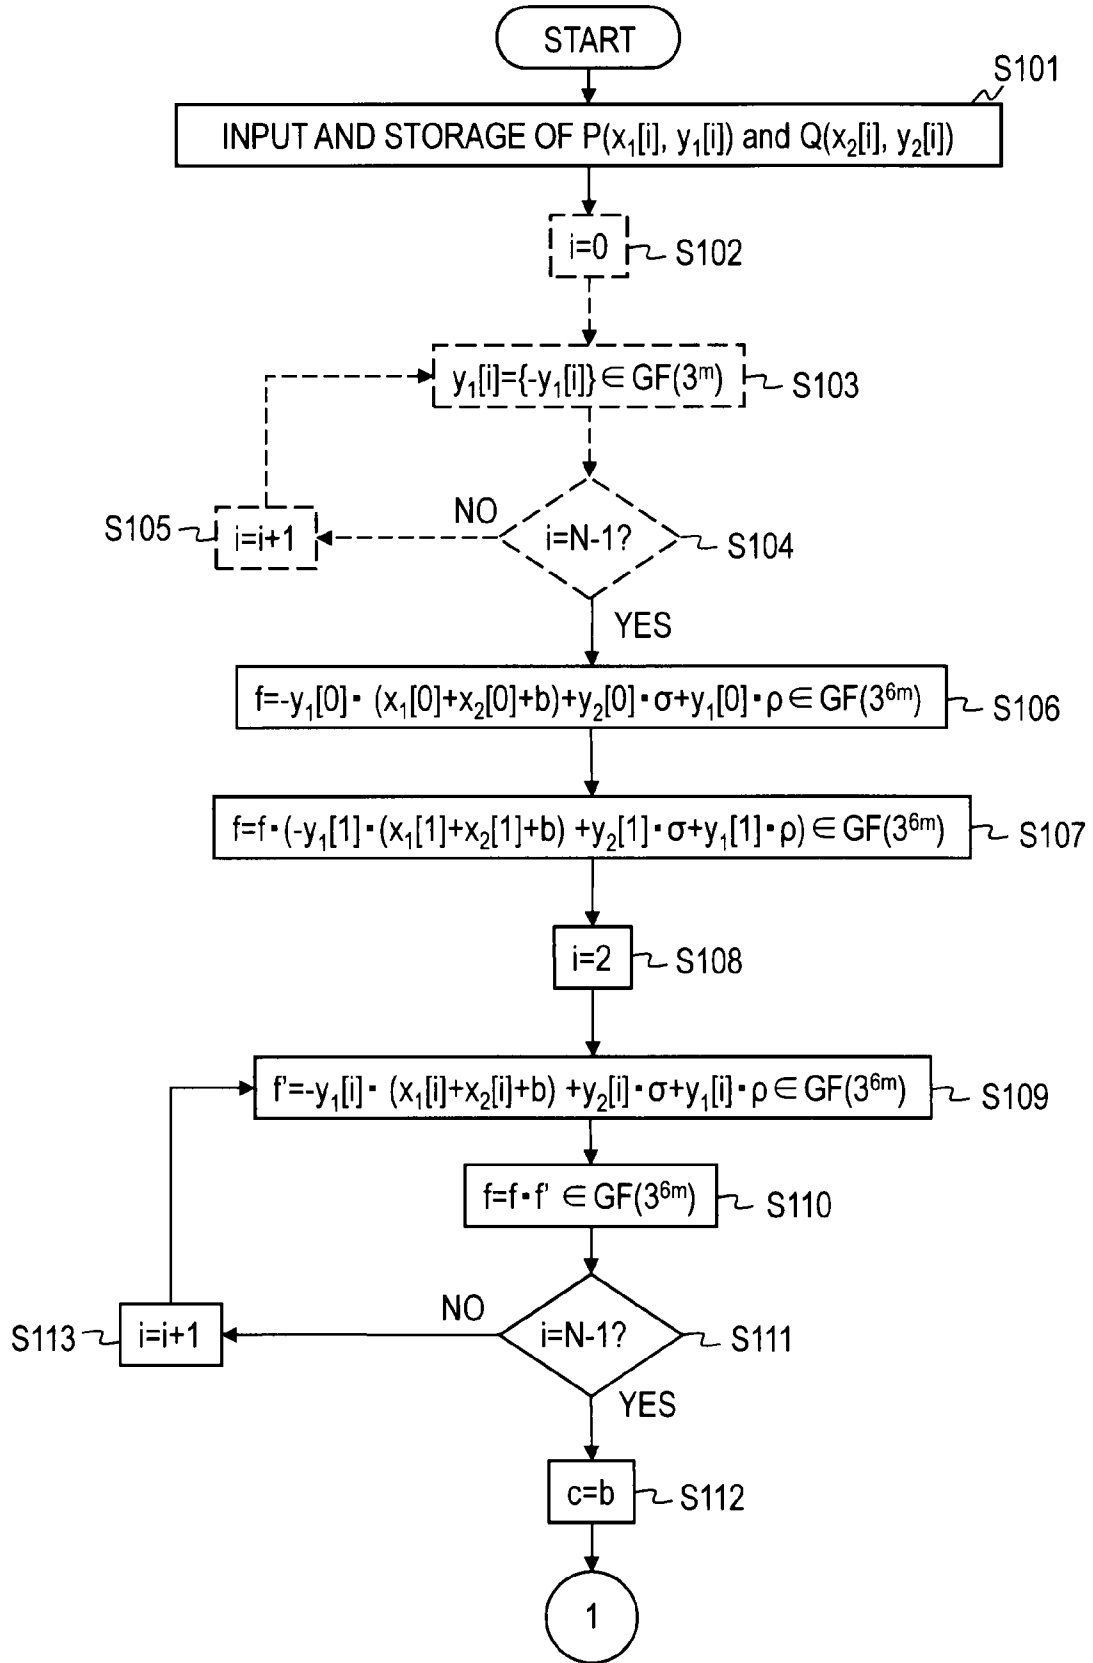 START
S101
INPUT AND STORAGE OF P(x₁[i], y₁[i]) and Q(x₂[i], y₂[i])
i=0
S102
y₁[i]={-y₁[i]}∈GF(3ᵐ)
S103
S105
i=i+1
NO
i=N-1?
S104
YES
f=-y₁[0]▪ (x₁[0]+x₂[0]+b)+y₂[0]▪σ+y₁[0]▪ρ∈GF(3⁶ᵐ)
S106
f=f▪(-y₁[1]▪(x₁[1]+x₂[1]+b) +y₂[1]▪σ+y₁[1]▪ρ)∈GF(3⁶ᵐ)
S107
i=2
S108
f'=-y₁[i]▪ (x₁[i]+x₂[i]+b) +y₂[i]▪σ+y₁[i]▪ρ∈GF(3⁶ᵐ)
S109
f=f▪f' ∈GF(3⁶ᵐ)
S110
S113
i=i+1
NO
i=N-1?
S111
YES
c=b
S112
1